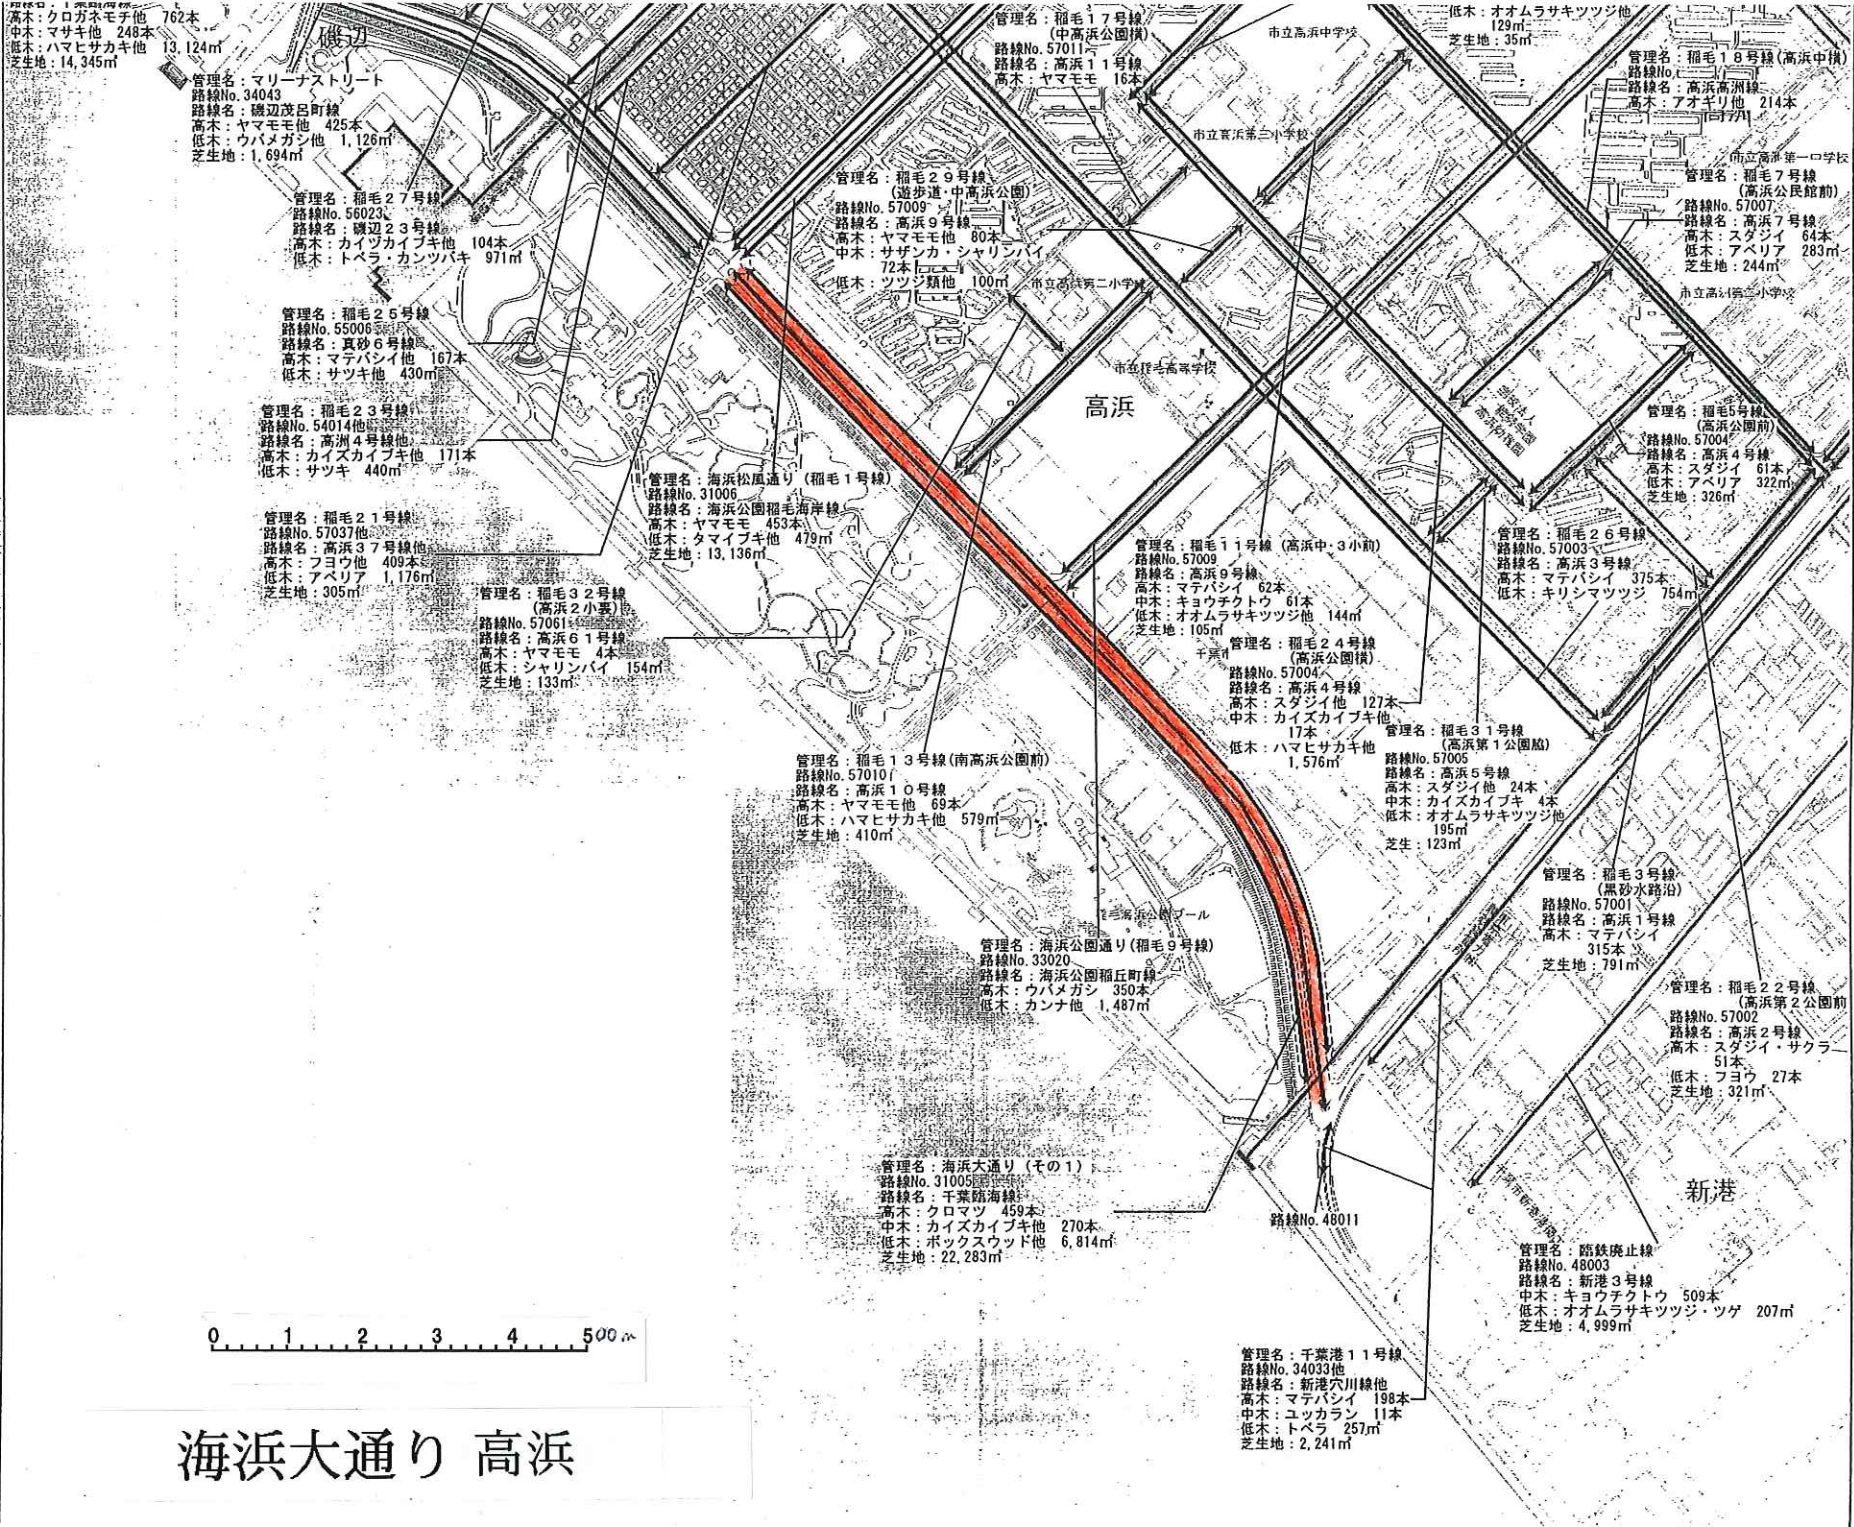 中木：マサキ他　248本
高木：クロガネモチ他　762本
低木：ハマヒサカキ他　13,124㎡
芝生地：14,345㎡
磯辺
管理名：マリーナストリート
路線No.34043
路線名：磯辺茂呂町線
高木：ヤマモモ他　425本
低木：ウバメガシ他　1,126㎡
芝生地：1,694㎡
管理名：稲毛２７号線
路線No.56023
路線名：磯辺２３号線
高木：カイヅカイブキ他　104本
低木：トベラ・カンツバキ　971㎡
管理名：稲毛２５号線
路線No.55006
路線名：真砂６号線
高木：マテバシイ他　167本
低木：サツキ他　430㎡
管理名：稲毛２３号線
路線No.54014他
路線名：高洲４号線他
高木：カイズカイブキ他　171本
低木：サツキ　440㎡
管理名：稲毛２１号線
路線No.57037他
路線名：高浜３７号線他
高木：フヨウ他　409本
低木：アベリア　1,176㎡
芝生地：305㎡
管理名：稲毛３２号線
(高浜２小裏)
路線No.57061
路線名：高浜６１号線
高木：ヤマモモ　4本
低木：シャリンバイ　154㎡
芝生地：133㎡
管理名：海浜松風通り（稲毛１号線）
路線No.31006
路線名：海浜公園稲毛海岸線
高木：ヤマモモ　453本
低木：タマイブキ他　479㎡
芝生地：13,136㎡
管理名：稲毛２９号線
(遊歩道・中高浜公園)
路線No.57009
路線名：高浜９号線
高木：ヤマモモ他　80本
中木：サザンカ・シャリンバイ
72本
低木：ツツジ類他　100㎡
管理名：稲毛１７号線
(中高浜公園横)
路線No.57011
路線名：高浜１１号線
高木：ヤマモモ　16本
市立高浜中学校
低木：オオムラサキツツジ他
129㎡
芝生地：35㎡
管理名：稲毛１８号線(高浜中横)
路線No.
路線名：高浜高洲線
高木：アオギリ他　214本
市立高浜第三小学校
市立高浜第一小学校
管理名：稲毛７号線
(高浜公民館前)
路線No.57007
路線名：高浜７号線
高木：スダジイ　64本
低木：アベリア　283㎡
芝生地：244㎡
市立高浜第二小学校
市立稲毛高等学校
高浜
管理名：稲毛5号線
(高浜公園前)
路線No.57004
路線名：高浜４号線
高木：スダジイ　61本
低木：アベリア　322㎡
芝生地：326㎡
管理名：稲毛２６号線
路線No.57003
路線名：高浜３号線
高木：マテバシイ　375本
低木：キリシマツツジ　754㎡
管理名：稲毛１１号線（高浜中・３小前)
路線No.57009
路線名：高浜９号線
高木：マテバシイ　62本
中木：キョウチクトウ　61本
低木：オオムラサキツツジ他　144㎡
芝生地：105㎡
管理名：稲毛２４号線
(高浜公園横)
路線No.57004
路線名：高浜４号線
高木：スダジイ他　127本
中木：カイズカイブキ他
17本
低木：ハマヒサカキ他
1,576㎡
管理名：稲毛３１号線
(高浜第１公園脇)
路線No.57005
路線名：高浜５号線
高木：スダジイ他　24本
中木：カイズカイブキ　4本
低木：オオムラサキツツジ他
195㎡
芝生：123㎡
管理名：稲毛１３号線(南高浜公園前)
路線No.57010
路線名：高浜１０号線
高木：ヤマモモ他　69本
低木：ハマヒサカキ他　579㎡
芝生地：410㎡
管理名：稲毛３号線
(黒砂水路沿)
路線No.57001
路線名：高浜１号線
高木：マテバシイ
315本
芝生地：791㎡
管理名：海浜公園通り(稲毛９号線)
路線No.33020
路線名：海浜公園稲丘町線
高木：ウバメガシ　350本
低木：カンナ他　1,487㎡
管理名：稲毛２２号線
(高浜第２公園前
路線No.57002
路線名：高浜２号線
高木：スダジイ・サクラ
51本
低木：フヨウ　27本
芝生地：321㎡
管理名：海浜大通り（その１）
路線No.31005
路線名：千葉臨海線
高木：クロマツ　459本
中木：カイズカイブキ他　270本
低木：ボックスウッド他　6,814㎡
芝生地：22,283㎡
新港
路線No.48011
管理名：臨鉄廃止線
路線No.48003
路線名：新港３号線
中木：キョウチクトウ　509本
低木：オオムラサキツツジ・ツゲ　207㎡
芝生地：4,999㎡
管理名：千葉港１１号線
路線No.34033他
路線名：新港穴川線他
高木：マテバシイ　198本
中木：ユッカラン　11本
低木：トベラ　257㎡
芝生地：2,241㎡
0 1 2 3 4 500m
海浜大通り 高浜